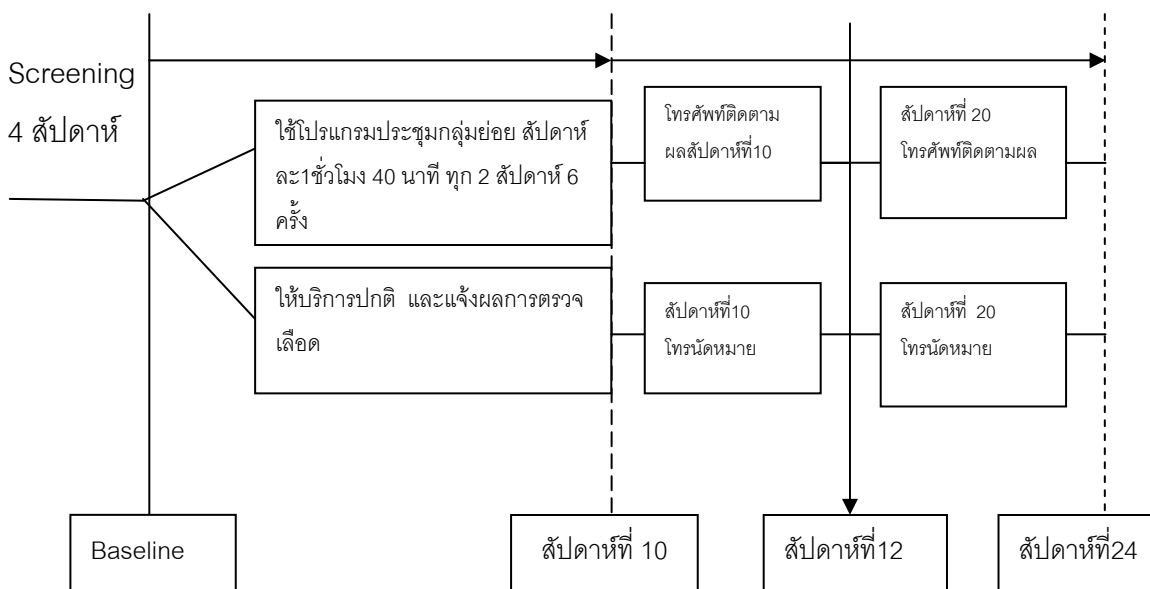 Screening
4 สัปดาห์
ใช้โปรแกรมประชุมกลุ่มย่อย สัปดาห์
ละ1ชั่วโมง 40 นาที ทุก 2 สัปดาห์ 6
ครั้ง
โทรศัพท์ติดตาม
ผลสัปดาห์ที่10
สัปดาห์ที่ 20
โทรศัพท์ติดตามผล
ให้บริการปกติ และแจ้งผลการตรวจ
เลือด
สัปดาห์ที่10
โทรนัดหมาย
สัปดาห์ที่ 20
โทรนัดหมาย
Baseline
สัปดาห์ที่ 10
สัปดาห์ที่12
สัปดาห์ที่24